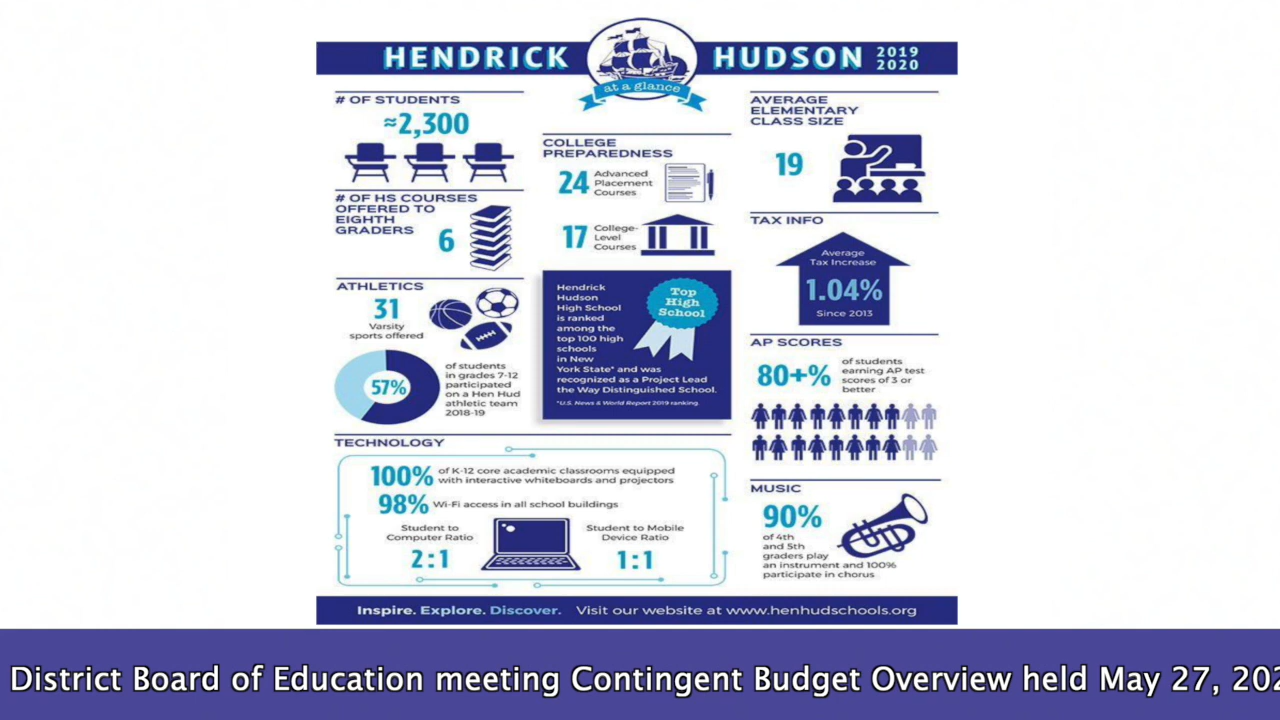 HENDRICK HUDSON 2019 2020
at a glance
# OF STUDENTS
≈2,300
# OF HS COURSES
OFFERED TO
EIGHTH
GRADERS
6
ATHLETICS
31
Varsity
sports offered
57%
of students
in grades 7-12
participated
on a Hen Hud
athletic team
2018-19
COLLEGE
PREPAREDNESS
24
Advanced
Placement
Courses
17
College-
Level
Courses
Hendrick
Hudson
High School
is ranked
among the
top 100 high
schools
in New
York State* and was
recognized as a Project Lead
the Way Distinguished School.
*U.S. News & World Report 2019 ranking.
Top
High
School
AVERAGE
ELEMENTARY
CLASS SIZE
19
TAX INFO
Average
Tax Increase
1.04%
Since 2013
AP SCORES
80+%
of students
earning AP test
scores of 3 or
better
MUSIC
90%
of 4th
and 5th
graders play
an instrument and 100%
participate in chorus
TECHNOLOGY
100%
of K-12 core academic classrooms equipped
with interactive whiteboards and projectors
98% Wi-Fi access in all school buildings
Student to
Computer Ratio
2:1
Student to Mobile
Device Ratio
1:1
Inspire. Explore. Discover. Visit our website at www.henhudschools.org
District Board of Education meeting Contingent Budget Overview held May 27, 202